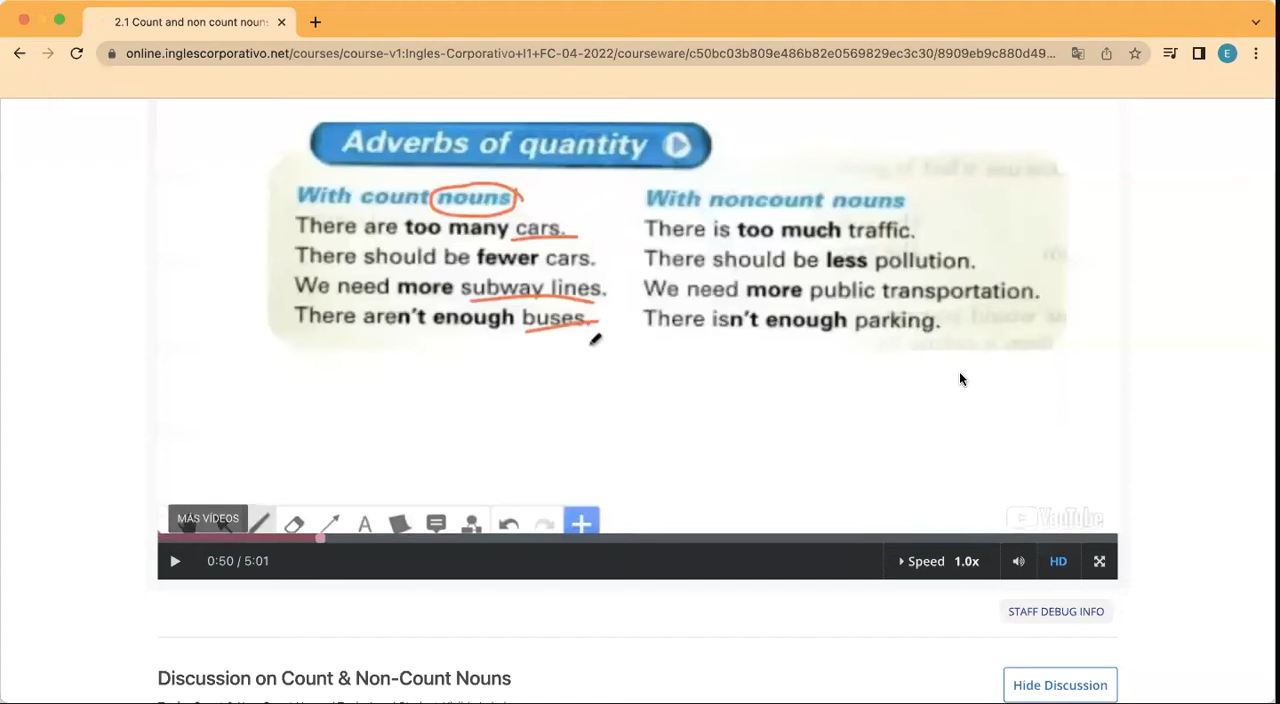 2.1 Count and non count nouns
online.inglescorporativo.net/courses/course-v1:Ingles-Corporativo+I1+FC-04-2022/courseware/c50bc03b809e486b82e0569829ec3c30/8909eb9c880d49...
E
Adverbs of quantity
With count nouns
There are too many cars.
There should be fewer cars.
We need more subway lines.
There aren't enough buses.
With noncount nouns
There is too much traffic.
There should be less pollution.
We need more public transportation.
There isn't enough parking.
MÁS VÍDEOS
A
YouTube
0:50 / 5:01
Speed 1.0x
HD
STAFF DEBUG INFO
Discussion on Count & Non-Count Nouns
Hide Discussion